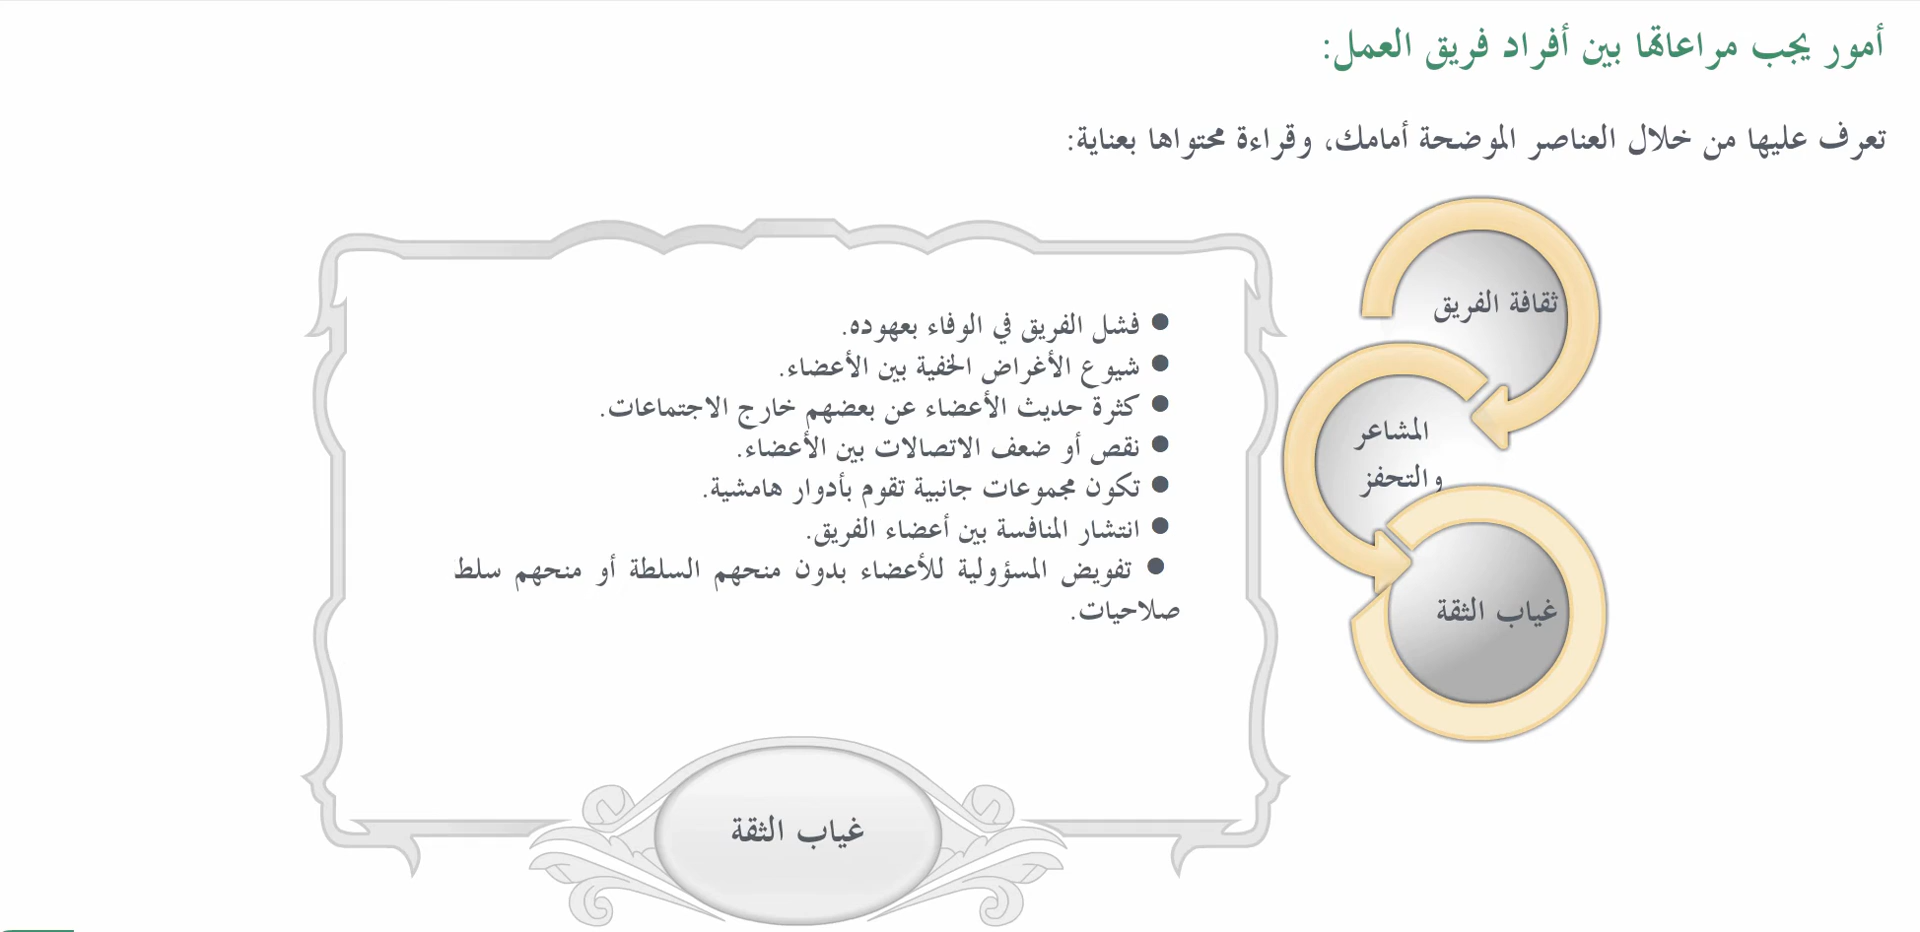 أمور يجب مراعاتها بين أفراد فريق العمل:
تعرف عليها من خلال العناصر الموضحة أمامك، وقراءة محتواها بعناية:
ثقافة الفريق
المشاعر
والتحفز
غياب الثقة
● فشل الفريق في الوفاء بعهوده.
● شيوع الأغراض الخفية بين الأعضاء.
● كثرة حديث الأعضاء عن بعضهم خارج الاجتماعات.
● نقص أو ضعف الاتصالات بين الأعضاء.
● تكون مجموعات جانبية تقوم بأدوار هامشية.
● انتشار المنافسة بين أعضاء الفريق.
● تفويض المسؤولية للأعضاء بدون منحهم السلطة أو منحهم سلط
صلاحيات.
غياب الثقة